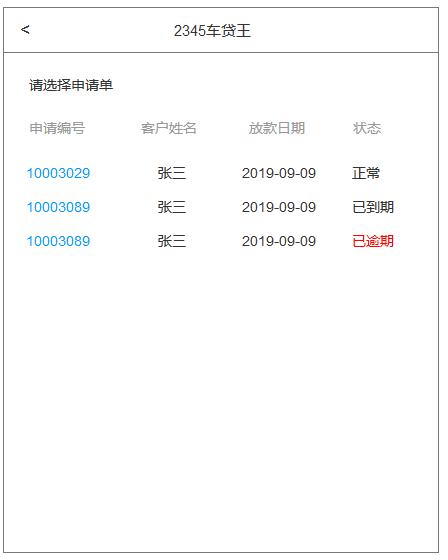 < 2345车贷王
请选择申请单
申请编号 客户姓名 放款日期 状态
10003029 张三 2019-09-09 正常
10003089 张三 2019-09-09 已到期
10003089 张三 2019-09-09 已逾期